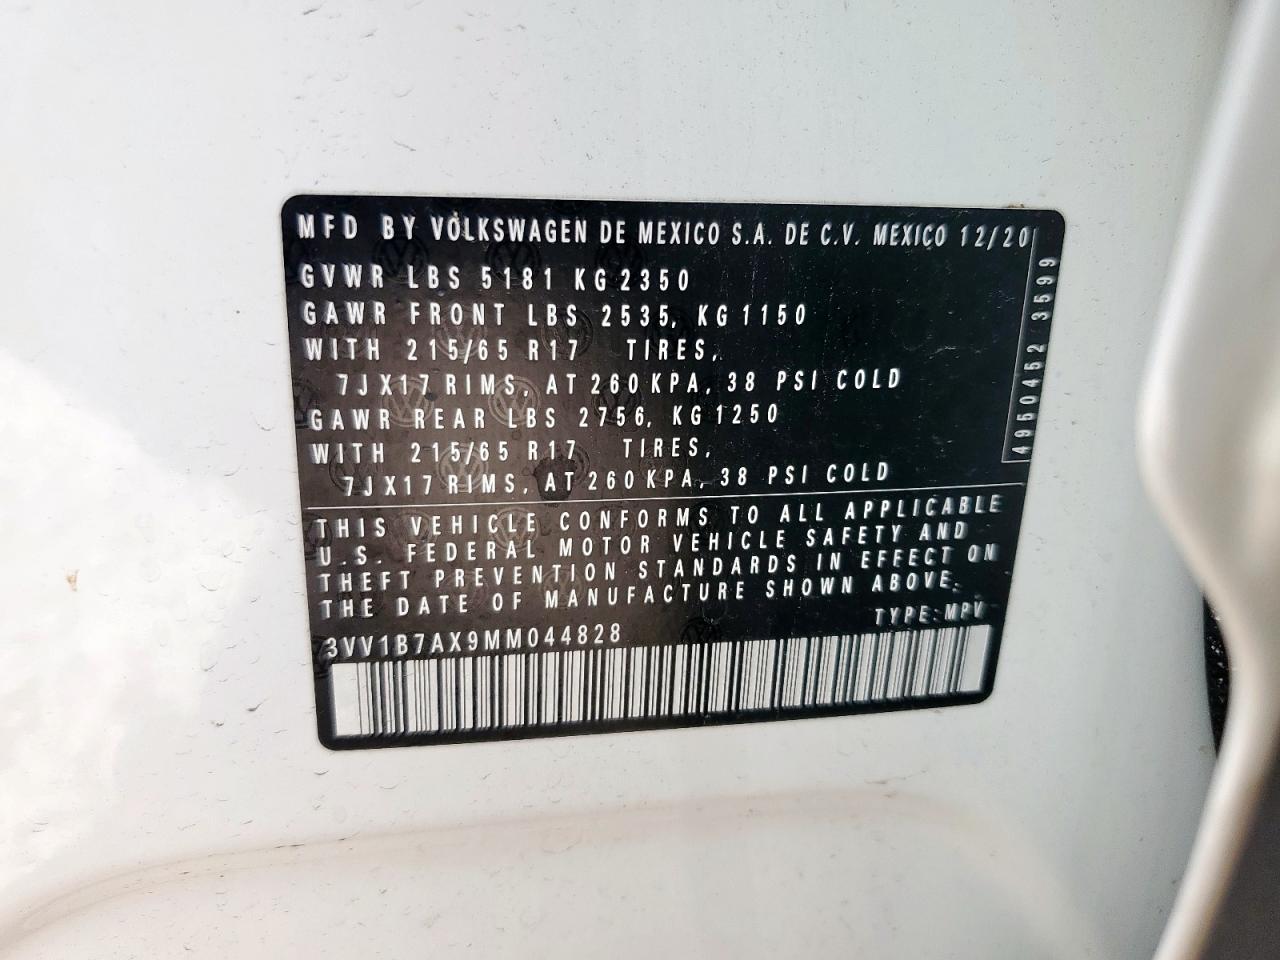 MFD BY VOLKSWAGEN DE MEXICO S.A. DE C.V. MEXICO 12/20
GVWR LBS 5181 KG 2350
GAWR FRONT LBS 2535, KG 1150
WITH 215/65 R17 TIRES,
7JX17 RIMS, AT 260 KPA, 38 PSI COLD
GAWR REAR LBS 2756, KG 1250
WITH 215/65 R17 TIRES,
7JX17 RIMS, AT 260 KPA, 38 PSI COLD
4950452 3599
THIS VEHICLE CONFORMS TO ALL APPLICABLE
U.S. FEDERAL MOTOR VEHICLE SAFETY AND
THEFT PREVENTION STANDARDS IN EFFECT ON
THE DATE OF MANUFACTURE SHOWN ABOVE.
TYPE: MPV
3VV1B7AX9MM044828